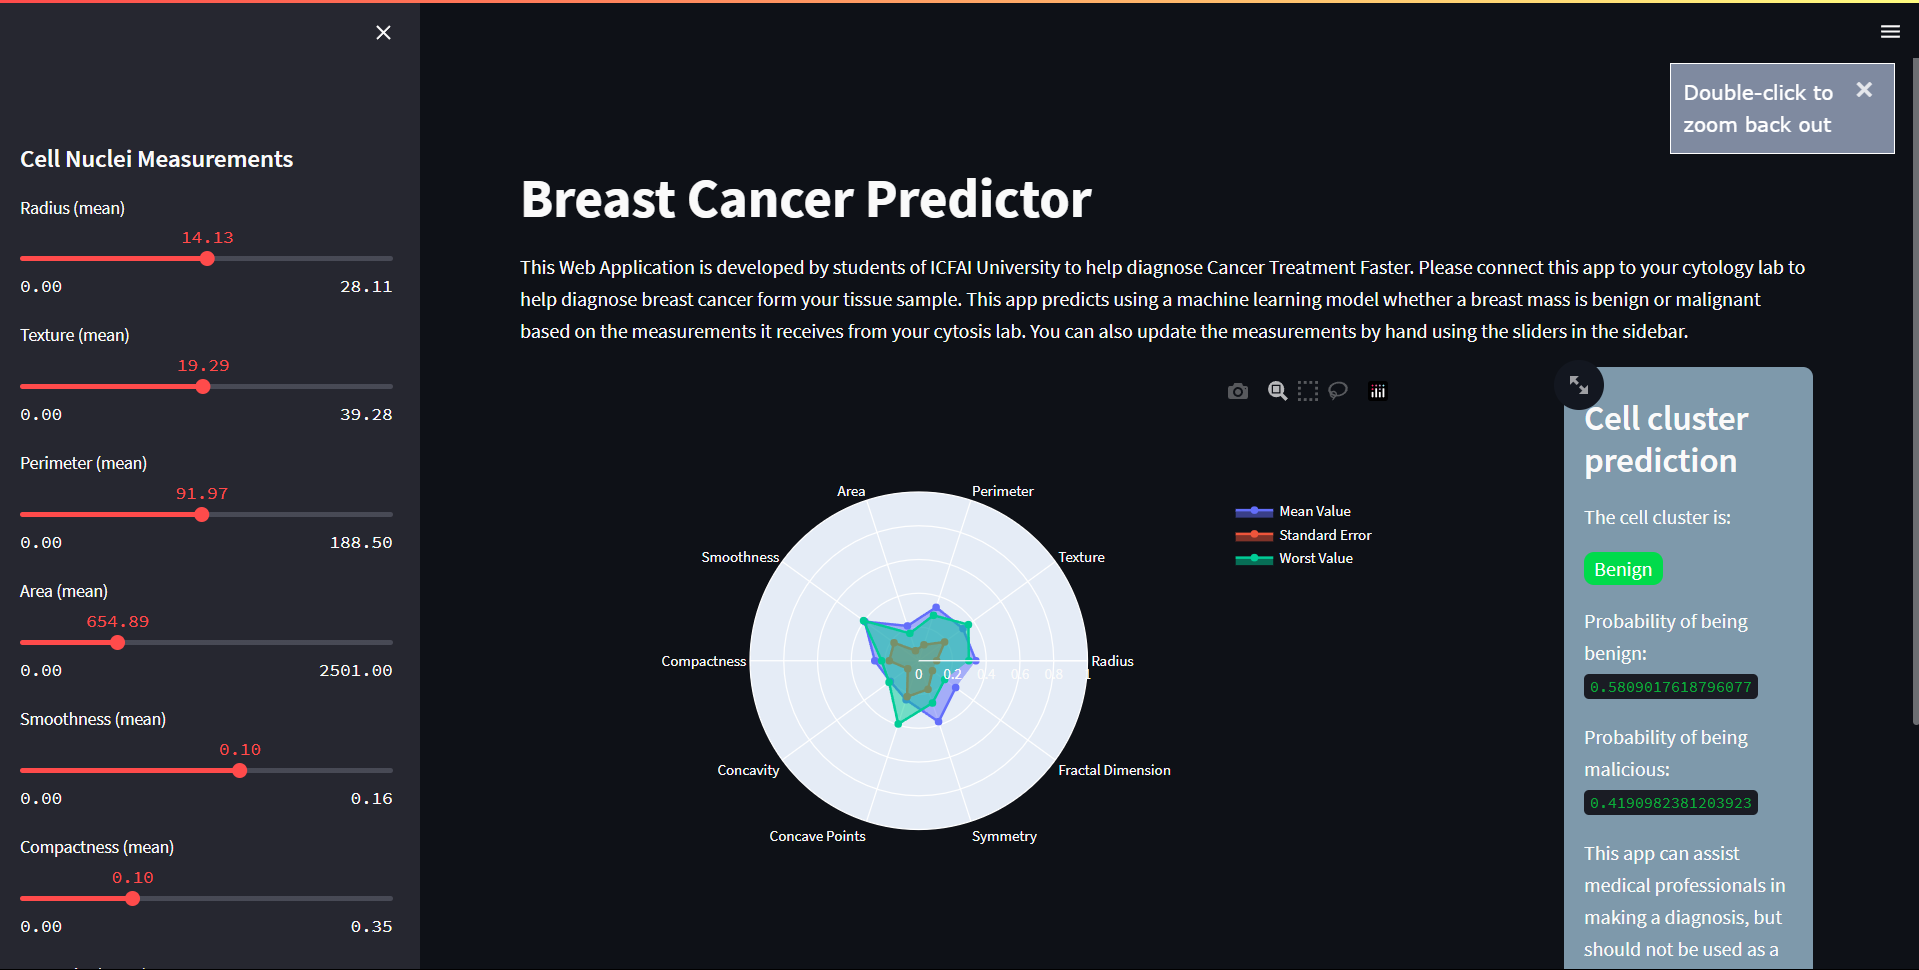 Cell Nuclei Measurements
Radius (mean)
14.13
0.00 28.11
Texture (mean)
19.29
0.00 39.28
Perimeter (mean)
91.97
0.00 188.50
Area (mean)
654.89
0.00 2501.00
Smoothness (mean)
0.10
0.00 0.16
Compactness (mean)
0.10
0.00 0.35
Double-click to
zoom back out
Breast Cancer Predictor
This Web Application is developed by students of ICFAI University to help diagnose Cancer Treatment Faster. Please connect this app to your cytology lab to
help diagnose breast cancer form your tissue sample. This app predicts using a machine learning model whether a breast mass is benign or malignant
based on the measurements it receives from your cytosis lab. You can also update the measurements by hand using the sliders in the sidebar.
Area Perimeter
Smoothness Texture
Compactness Radius
0 0.2 0.4 0.6 0.8 1
Concavity Fractal Dimension
Concave Points Symmetry
Mean Value
Standard Error
Worst Value
Cell cluster
prediction
The cell cluster is:
Benign
Probability of being
benign:
0.5809017618796077
Probability of being
malicious:
0.4190982381203923
This app can assist
medical professionals in
making a diagnosis, but
should not be used as a